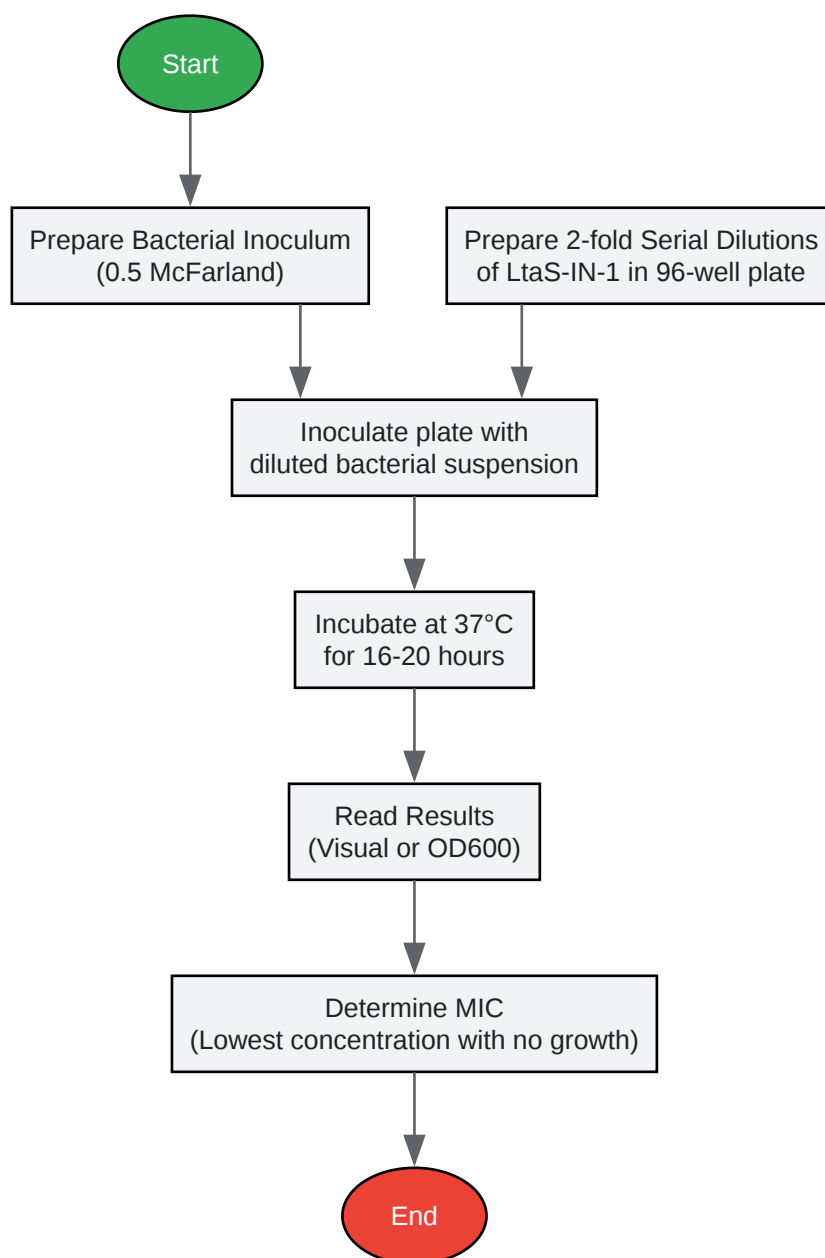 Start
Prepare Bacterial Inoculum
(0.5 McFarland)
Prepare 2-fold Serial Dilutions
of LtaS-IN-1 in 96-well plate
Inoculate plate with
diluted bacterial suspension
Incubate at 37°C
for 16-20 hours
Read Results
(Visual or OD600)
Determine MIC
(Lowest concentration with no growth)
End